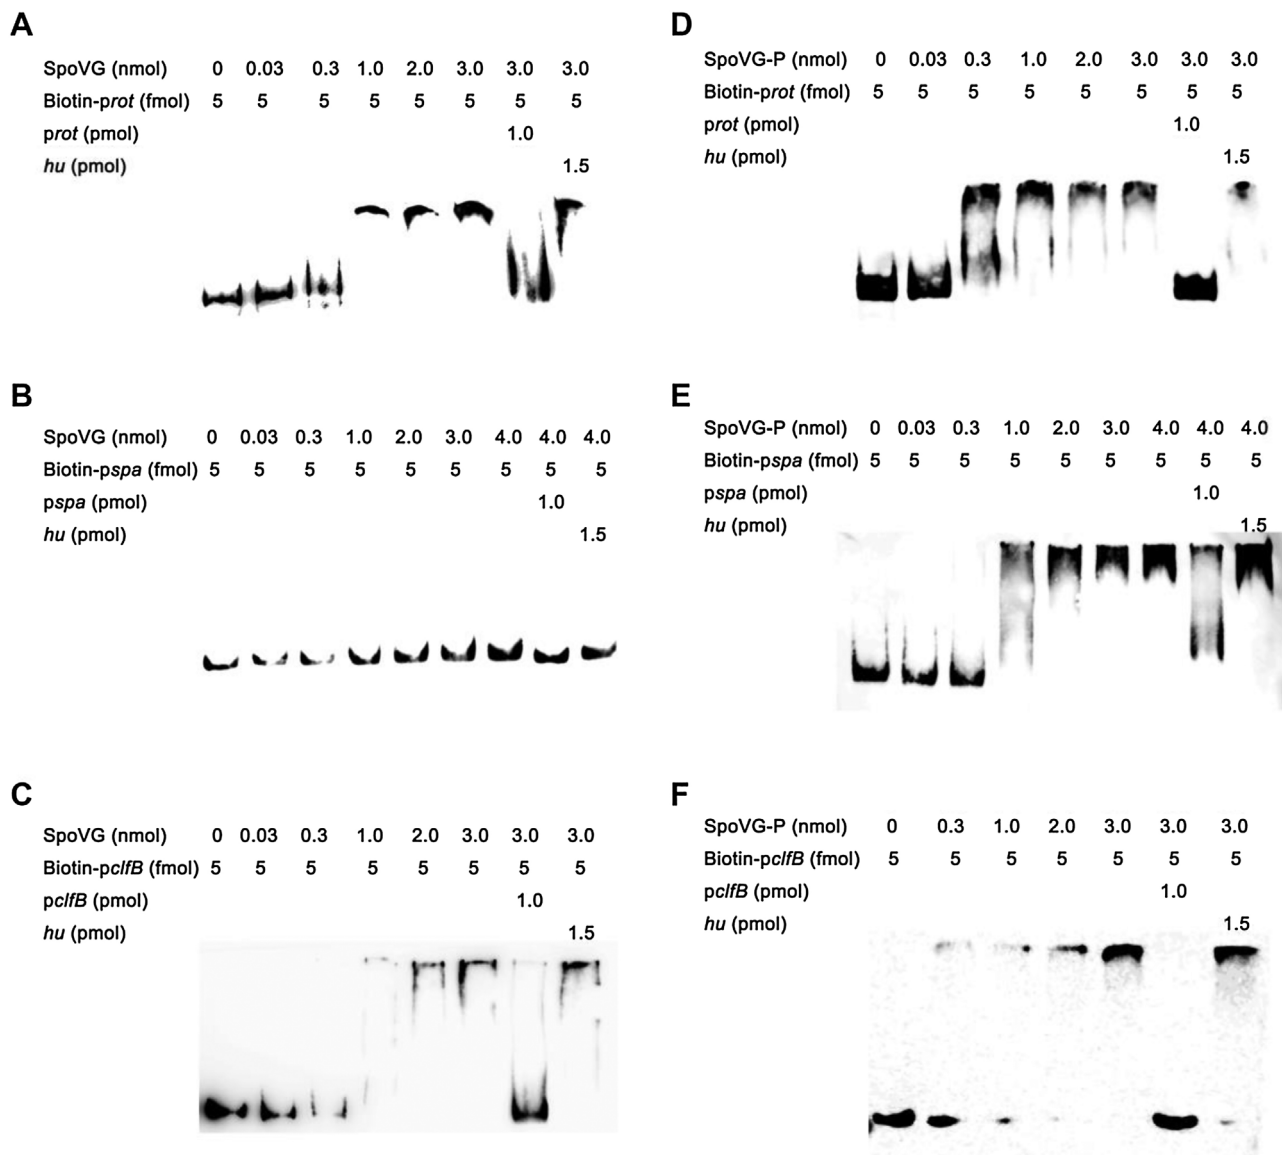 A
SpoVG (nmol) 0 0.03 0.3 1.0 2.0 3.0 3.0 3.0
Biotin-prot (fmol) 5 5 5 5 5 5 5 5
prot (pmol) 1.0
hu (pmol) 1.5
B
SpoVG (nmol) 0 0.03 0.3 1.0 2.0 3.0 4.0 4.0 4.0
Biotin-pspa (fmol) 5 5 5 5 5 5 5 5 5
pspa (pmol) 1.0
hu (pmol) 1.5
C
SpoVG (nmol) 0 0.03 0.3 1.0 2.0 3.0 3.0 3.0
Biotin-pclfB (fmol) 5 5 5 5 5 5 5 5
pclfB (pmol) 1.0
hu (pmol) 1.5
D
SpoVG-P (nmol) 0 0.03 0.3 1.0 2.0 3.0 3.0 3.0
Biotin-prot (fmol) 5 5 5 5 5 5 5 5
prot (pmol) 1.0
hu (pmol) 1.5
E
SpoVG-P (nmol) 0 0.03 0.3 1.0 2.0 3.0 4.0 4.0 4.0
Biotin-pspa (fmol) 5 5 5 5 5 5 5 5 5
pspa (pmol) 1.0
hu (pmol) 1.5
F
SpoVG-P (nmol) 0 0.3 1.0 2.0 3.0 3.0 3.0
Biotin-pclfB (fmol) 5 5 5 5 5 5 5
pclfB (pmol) 1.0
hu (pmol) 1.5